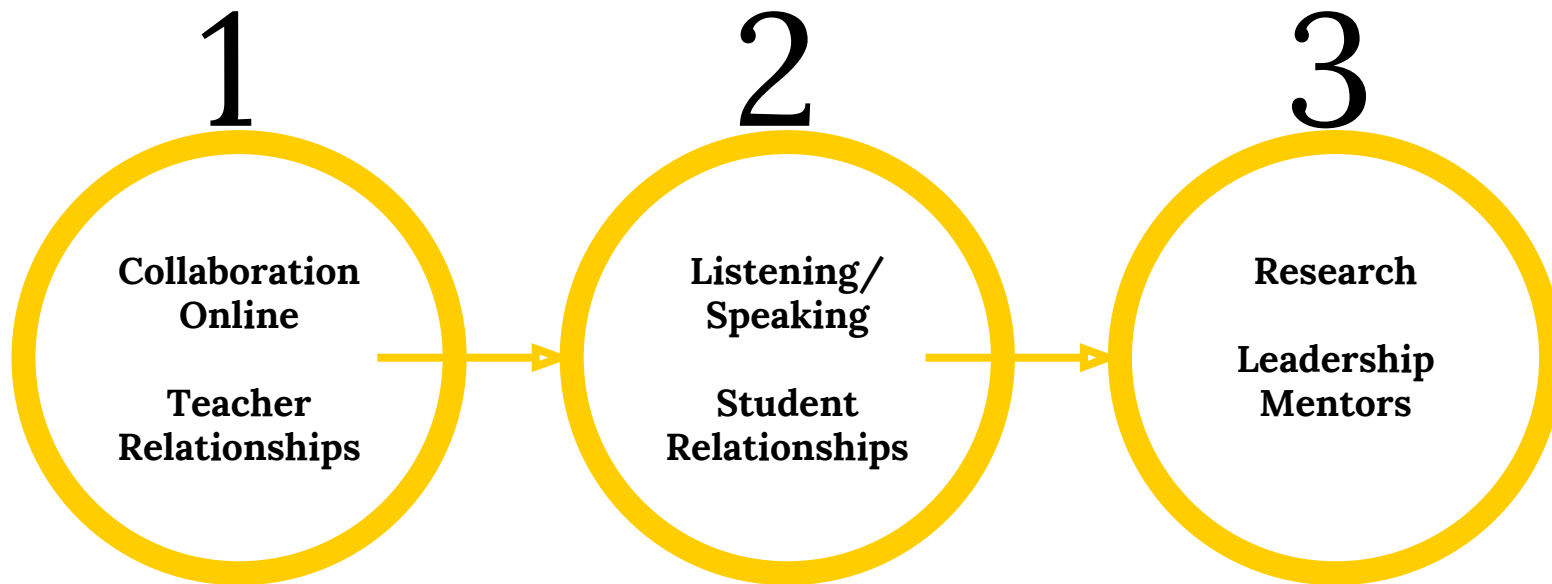 1
Collaboration
Online
Teacher
Relationships
2
Listening/
Speaking
Student
Relationships
3
Research
Leadership
Mentors